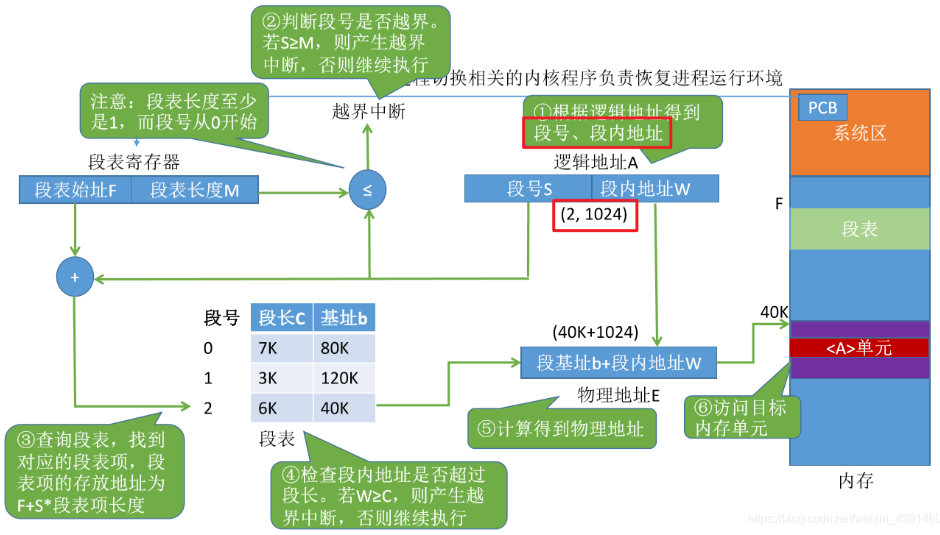 ②判断段号是否越界。
若S≥M，则产生越界
中断，否则继续执行
程切换相关的内核程序负责恢复进程运行环境
注意：段表长度至少
是1，而段号从0开始
越界中断
①根据逻辑地址得到
段号、段内地址
PCB
系统区
段表寄存器
逻辑地址A
段表始址F
段表长度M
≤
段号S
段内地址W
(2, 1024)
F
段表
+
段号
段长C
基址b
0
7K
80K
1
3K
120K
2
6K
40K
段表
(40K+1024)
段基址b+段内地址W
物理地址E
40K
<A>单元
③查询段表，找到
对应的段表项，段
表项的存放地址为
F+S*段表项长度
④检查段内地址是否超过
段长。若W≥C，则产生越
界中断，否则继续执行
⑤计算得到物理地址
⑥访问目标
内存单元
内存
https://blog.csdn.net/weixin_4391460